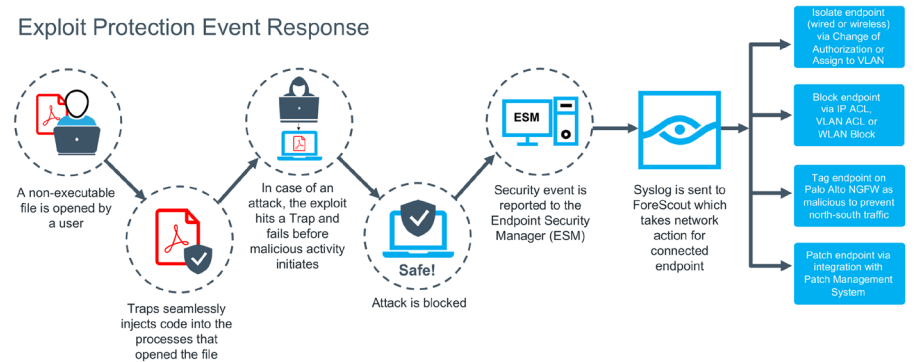 Exploit Protection Event Response
A non-executable
file is opened by
a user
Traps seamlessly
injects code into the
processes that
opened the file
In case of an
attack, the exploit
hits a Trap and
fails before
malicious activity
initiates
Safe!
Attack is blocked
ESM
Security event is
reported to the
Endpoint Security
Manager (ESM)
Syslog is sent to
ForeScout which
takes network
action for
connected
endpoint
Isolate endpoint
(wired or wireless)
via Change of
Authorization or
Assign to VLAN
Block endpoint
via IP ACL,
VLAN ACL or
WLAN Block
Tag endpoint on
Palo Alto NGFW as
malicious to prevent
north-south traffic
Patch endpoint via
integration with
Patch Management
System